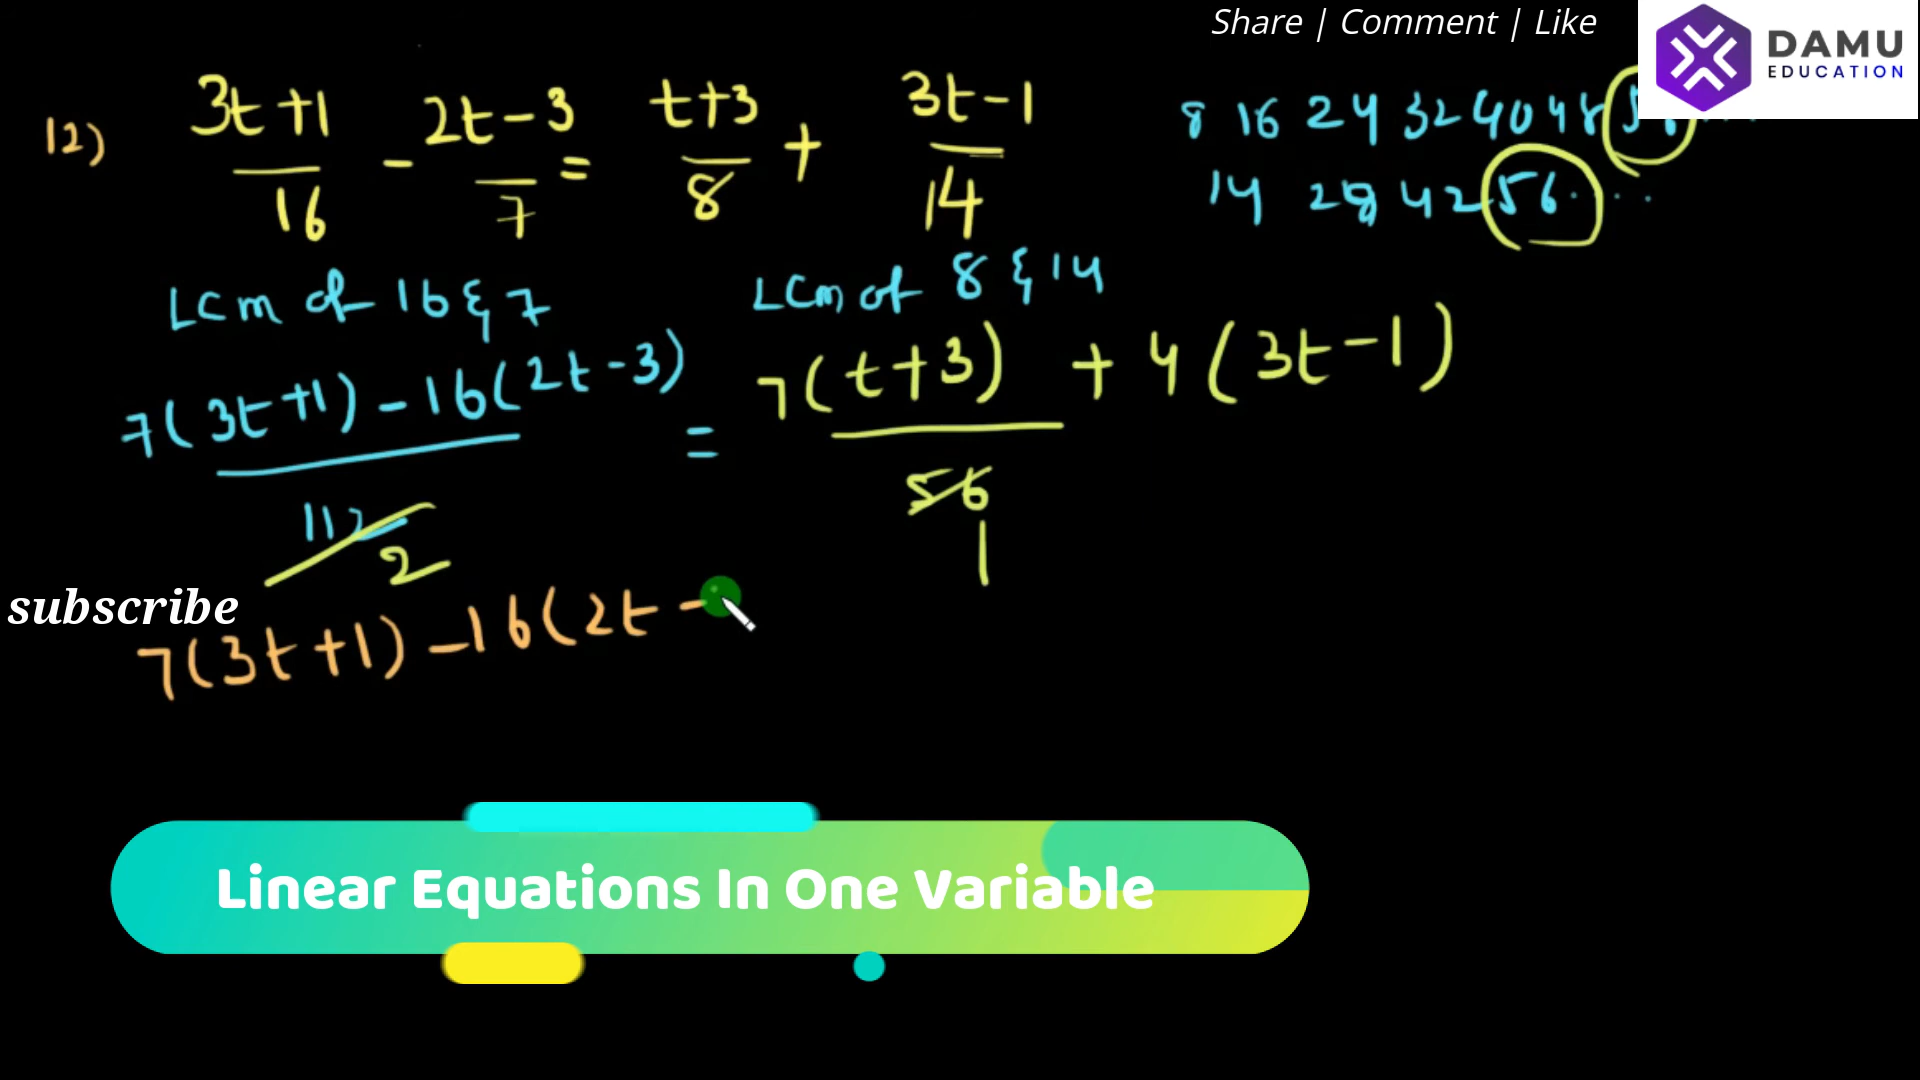 Share | Comment | Like
DAMU
EDUCATION
12) 3t+1/16 - 2t-3/7 = t+3/8 + 3t-1/14
8 16 24 32 40 48
14 28 42 56 ....
LCm of 16 & 7
LCm of 8 & 14
7(3t+1) - 16(2t-3)/112 = 7(t+3) + 4(3t-1)/56
2
1
subscribe
7(3t+1) -16(2t -
Linear Equations In One Variable